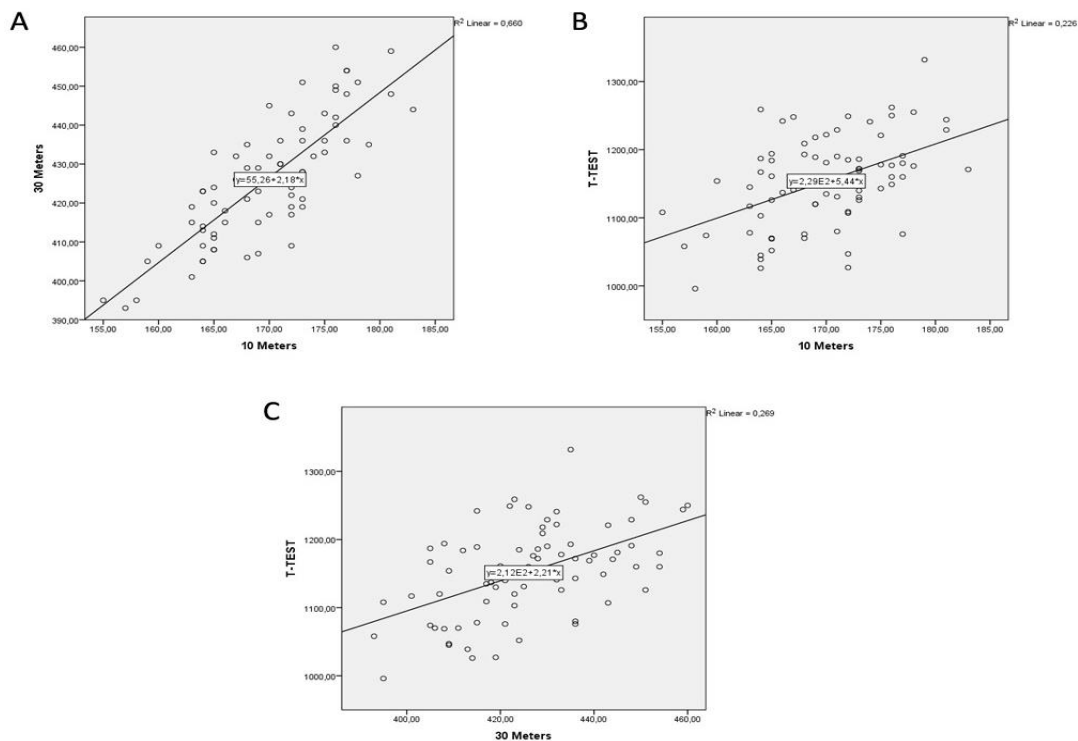 A
R² Linear = 0,660
30 Meters
460,00
450,00
440,00
430,00
420,00
410,00
400,00
390,00
y=55,26+2,18*x
155,00 160,00 165,00 170,00 175,00 180,00 185,00
10 Meters
B
R² Linear = 0,226
T-TEST
1300,00
1200,00
1100,00
1000,00
y=2,29E2+5,44*x
155,00 160,00 165,00 170,00 175,00 180,00 185,00
10 Meters
C
R² Linear = 0,269
T-TEST
1300,00
1200,00
1100,00
1000,00
y=2,12E2+2,21*x
400,00 420,00 440,00 460,00
30 Meters